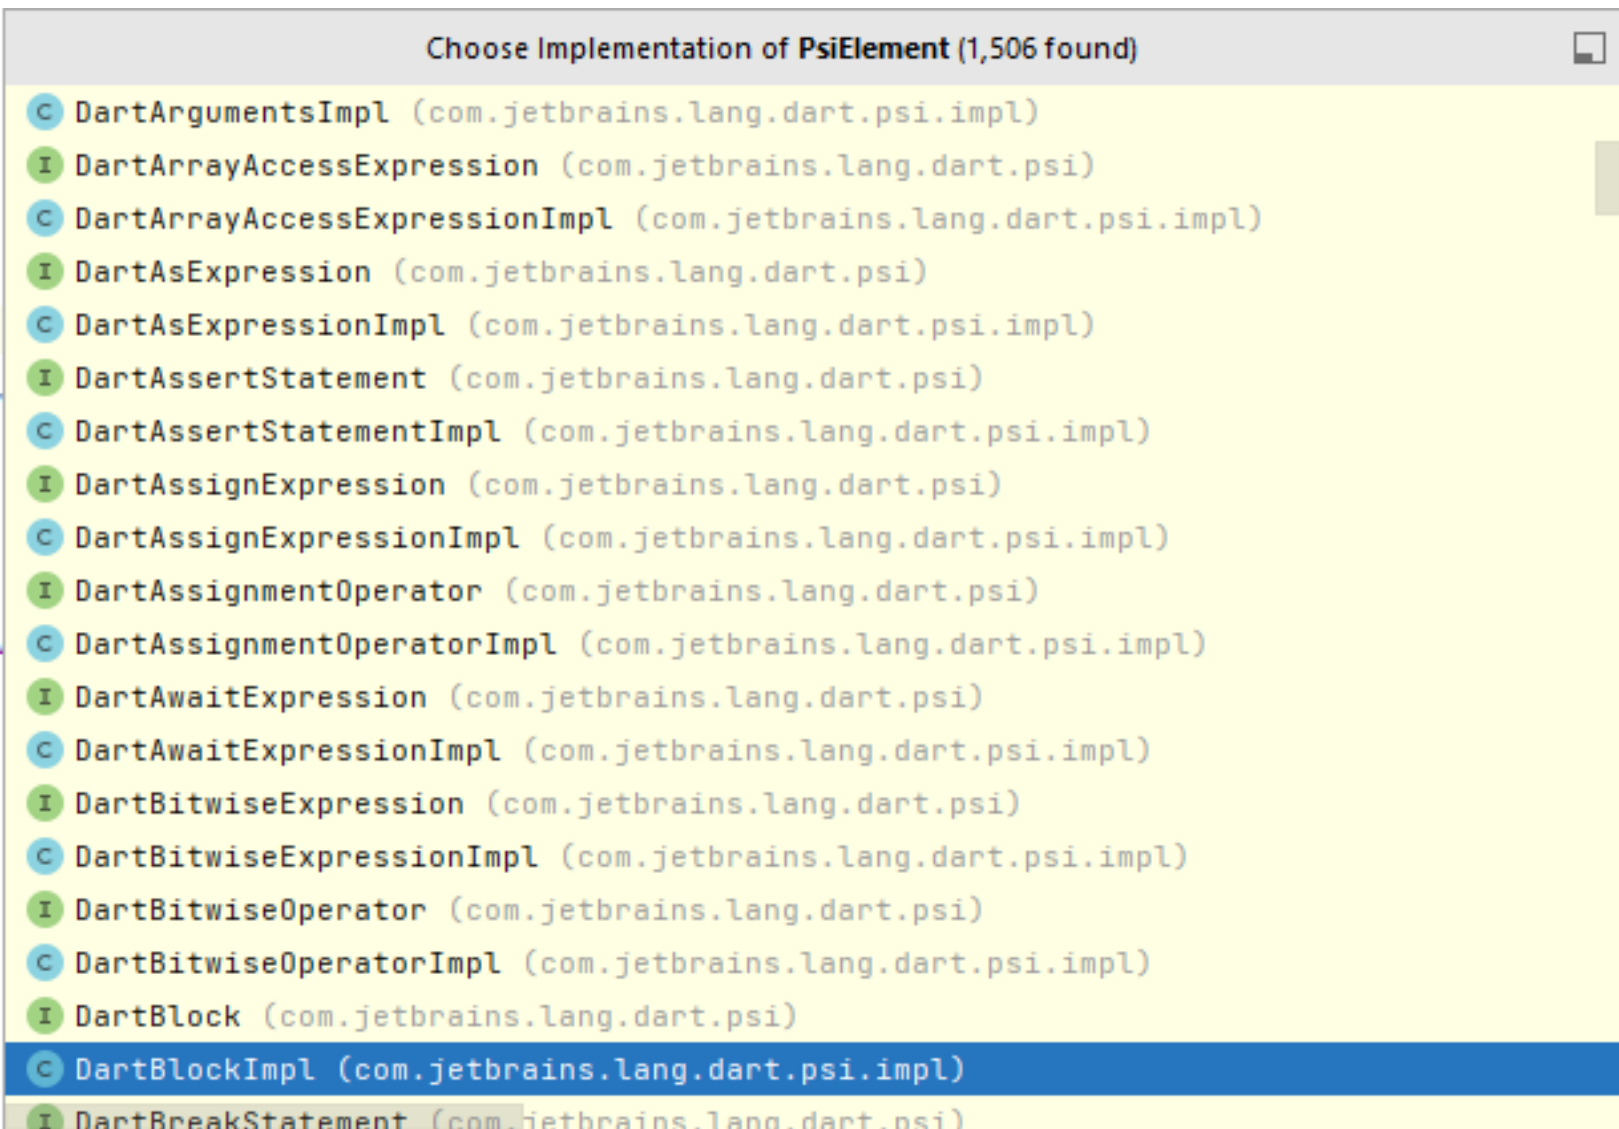 Choose Implementation of PsiElement (1,506 found)
C DartArgumentsImpl (com.jetbrains.lang.dart.psi.impl)
I DartArrayAccessExpression (com.jetbrains.lang.dart.psi)
C DartArrayAccessExpressionImpl (com.jetbrains.lang.dart.psi.impl)
I DartAsExpression (com.jetbrains.lang.dart.psi)
C DartAsExpressionImpl (com.jetbrains.lang.dart.psi.impl)
I DartAssertStatement (com.jetbrains.lang.dart.psi)
C DartAssertStatementImpl (com.jetbrains.lang.dart.psi.impl)
I DartAssignExpression (com.jetbrains.lang.dart.psi)
C DartAssignExpressionImpl (com.jetbrains.lang.dart.psi.impl)
I DartAssignmentOperator (com.jetbrains.lang.dart.psi)
C DartAssignmentOperatorImpl (com.jetbrains.lang.dart.psi.impl)
I DartAwaitExpression (com.jetbrains.lang.dart.psi)
C DartAwaitExpressionImpl (com.jetbrains.lang.dart.psi.impl)
I DartBitwiseExpression (com.jetbrains.lang.dart.psi)
C DartBitwiseExpressionImpl (com.jetbrains.lang.dart.psi.impl)
I DartBitwiseOperator (com.jetbrains.lang.dart.psi)
C DartBitwiseOperatorImpl (com.jetbrains.lang.dart.psi.impl)
I DartBlock (com.jetbrains.lang.dart.psi)
C DartBlockImpl (com.jetbrains.lang.dart.psi.impl)
I DartBreakStatement (com.jetbrains.lang.dart.psi)